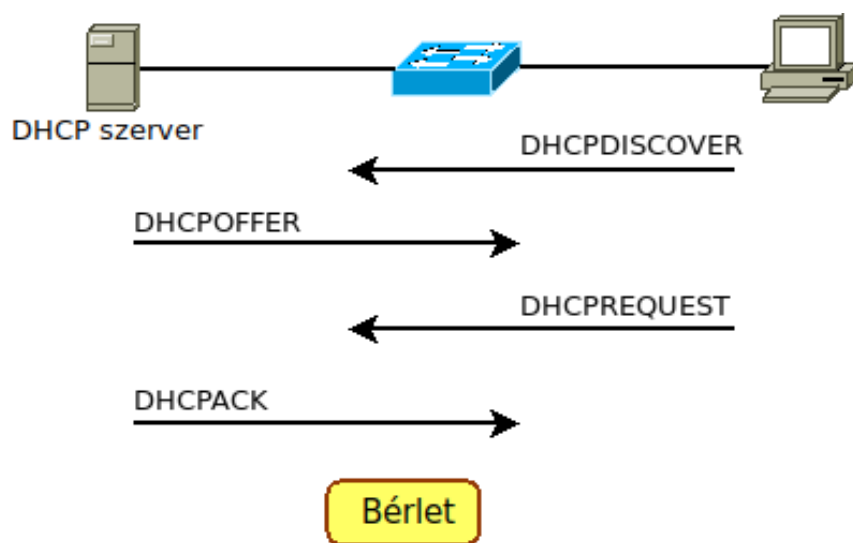 DHCP szerver
DHCPDISCOVER
DHCPOFFER
DHCPREQUEST
DHCPACK
Bérlet